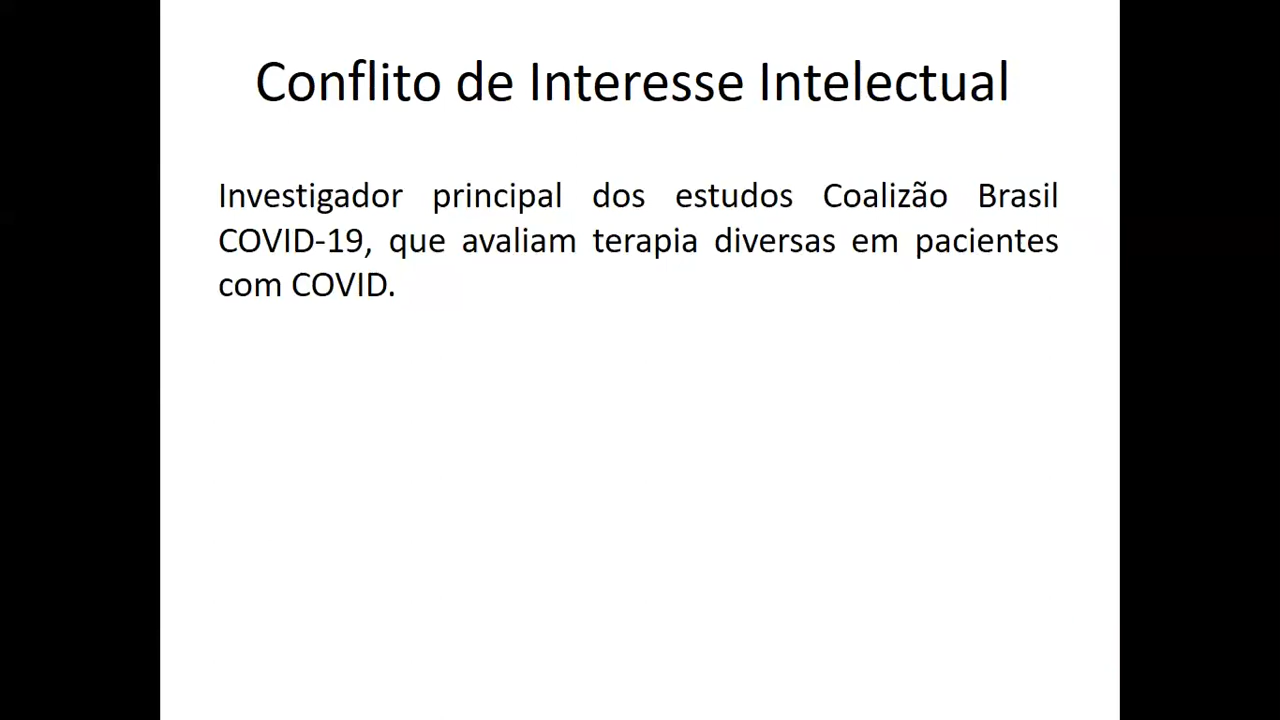 Conflito de Interesse Intelectual
Investigador principal dos estudos Coalizão Brasil
COVID-19, que avaliam terapia diversas em pacientes
com COVID.